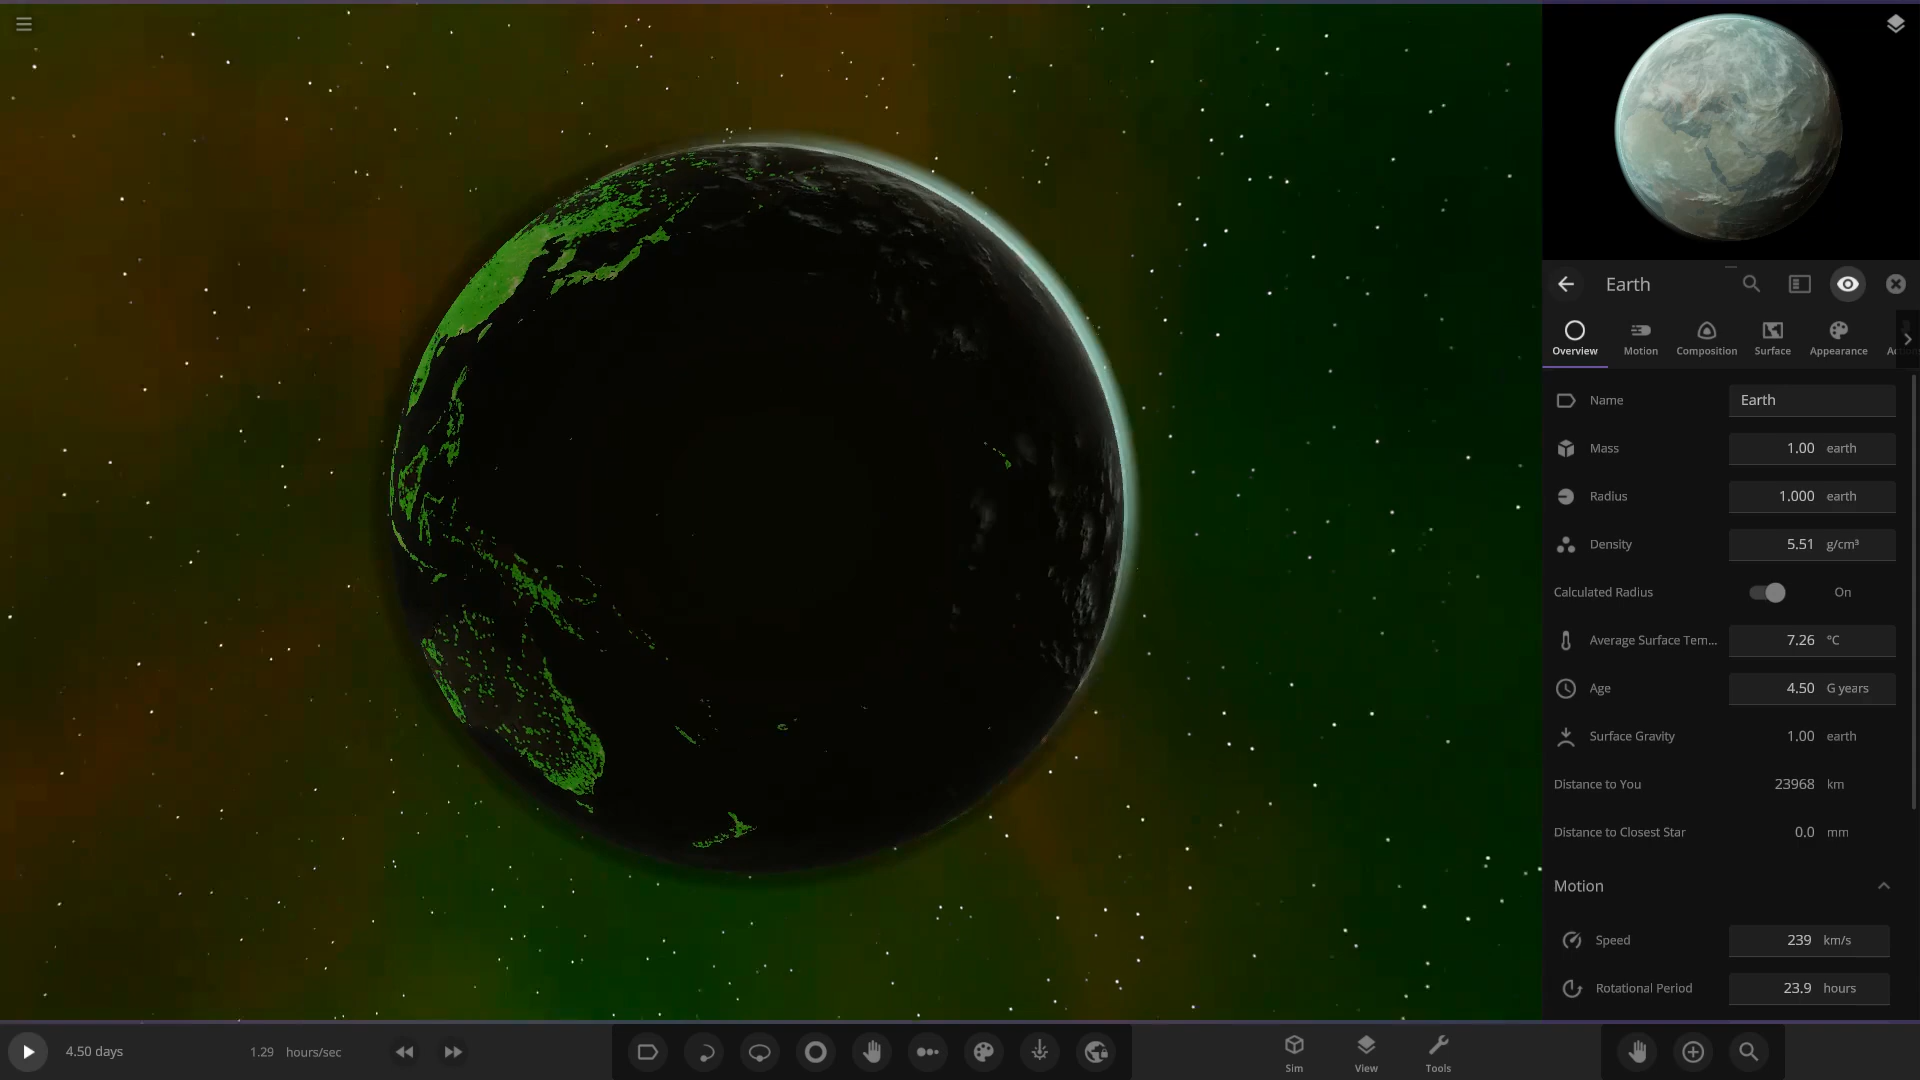 Earth
Overview
Motion
Composition
Surface
Appearance
Name Earth
Mass 1.00 earth
Radius 1.000 earth
Density 5.51 g/cm³
Calculated Radius On
Average Surface Tem... 7.26 °C
Age 4.50 G years
Surface Gravity 1.00 earth
Distance to You 23968 km
Distance to Closest Star 0.0 mm
Motion
Speed 239 km/s
Rotational Period 23.9 hours
4.50 days 1.29 hours/sec
Sim View Tools